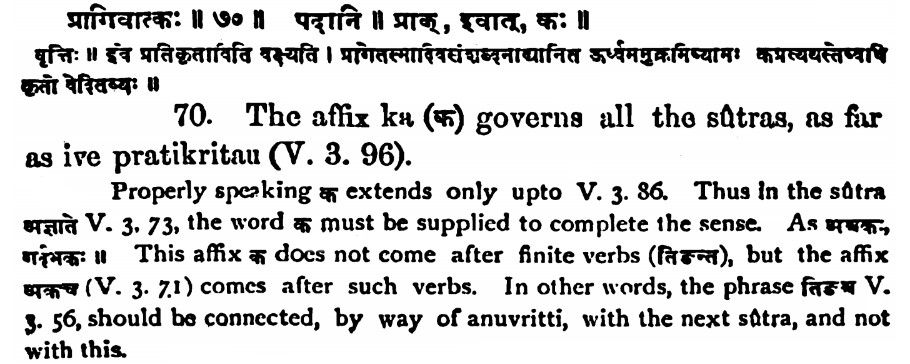 प्रागिवात्कः ॥ ७० ॥ पदानि ॥ प्राक्, इवात्, कः ॥
वृत्तिः ॥ इवे प्रतिकृताविति वक्ष्यति । प्रागेतस्मादिवसंशब्दनाद्यानित ऊर्ध्वमनुक्रमिष्यामः कप्रत्ययस्तेष्वधि
कृतो वेदितव्यः ॥
70. The affix ka (क) governs all the sûtras, as far
as ive pratikritau (V. 3. 96).
Properly speaking क extends only upto V. 3. 86. Thus in the sûtra
अज्ञाते V. 3. 73, the word क must be supplied to complete the sense. As अश्वकः,
गर्दभकः ॥ This affix क does not come after finite verbs (तिङन्त), but the affix
अकच (V. 3. 71) comes after such verbs. In other words, the phrase तिङश्च V.
3. 56, should be connected, by way of anuvritti, with the next sûtra, and not
with this.